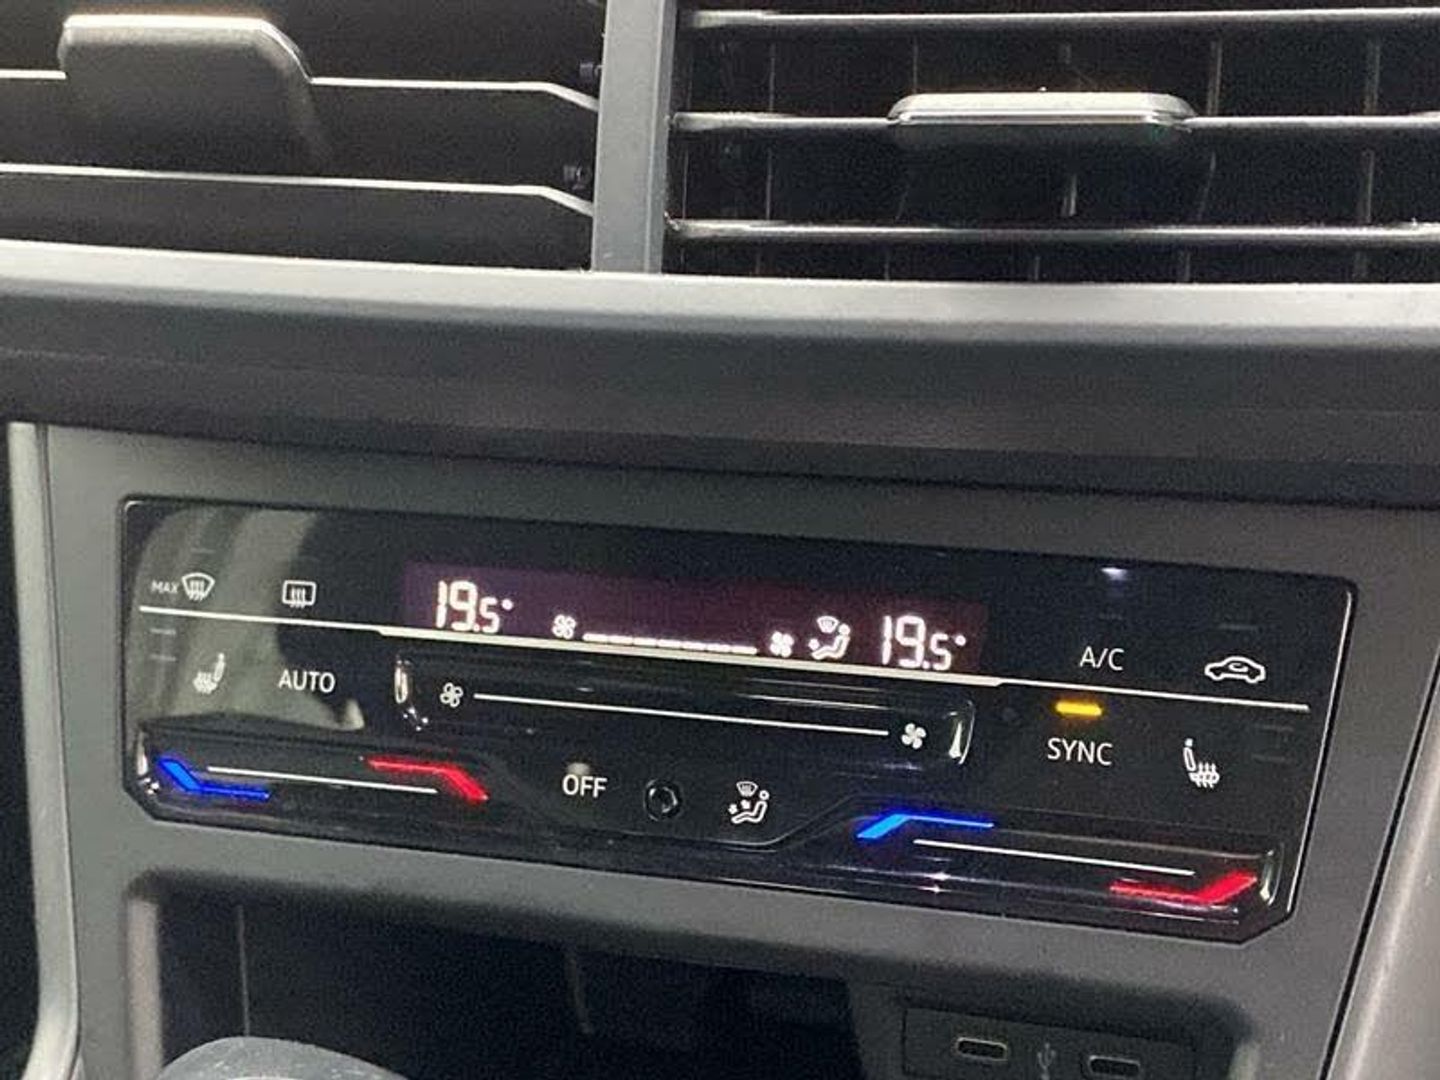 MAX
19.5° 19.5°
A/C
AUTO
SYNC
OFF